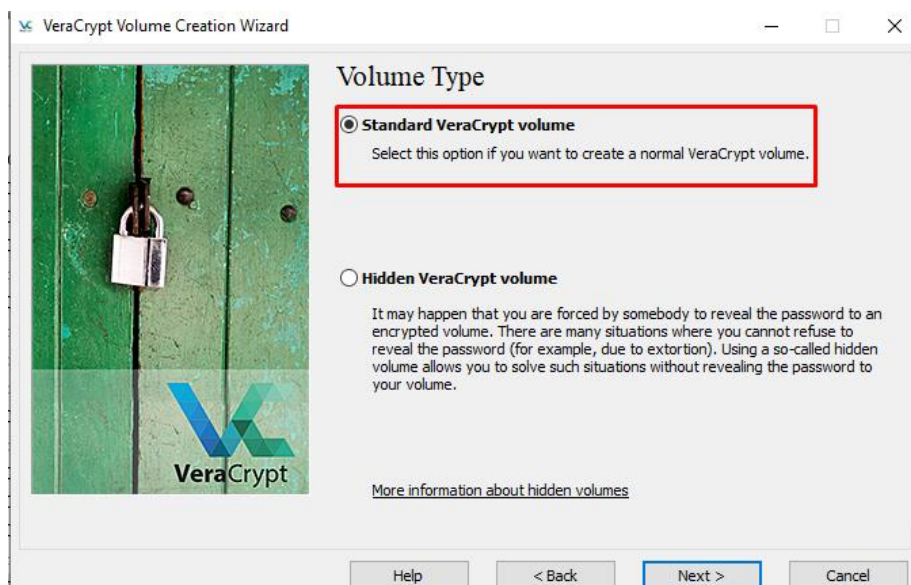 VeraCrypt Volume Creation Wizard
Volume Type
Standard VeraCrypt volume
Select this option if you want to create a normal VeraCrypt volume.
Hidden VeraCrypt volume
It may happen that you are forced by somebody to reveal the password to an
encrypted volume. There are many situations where you cannot refuse to
reveal the password (for example, due to extortion). Using a so-called hidden
volume allows you to solve such situations without revealing the password to
your volume.
VeraCrypt
More information about hidden volumes
Help < Back Next > Cancel